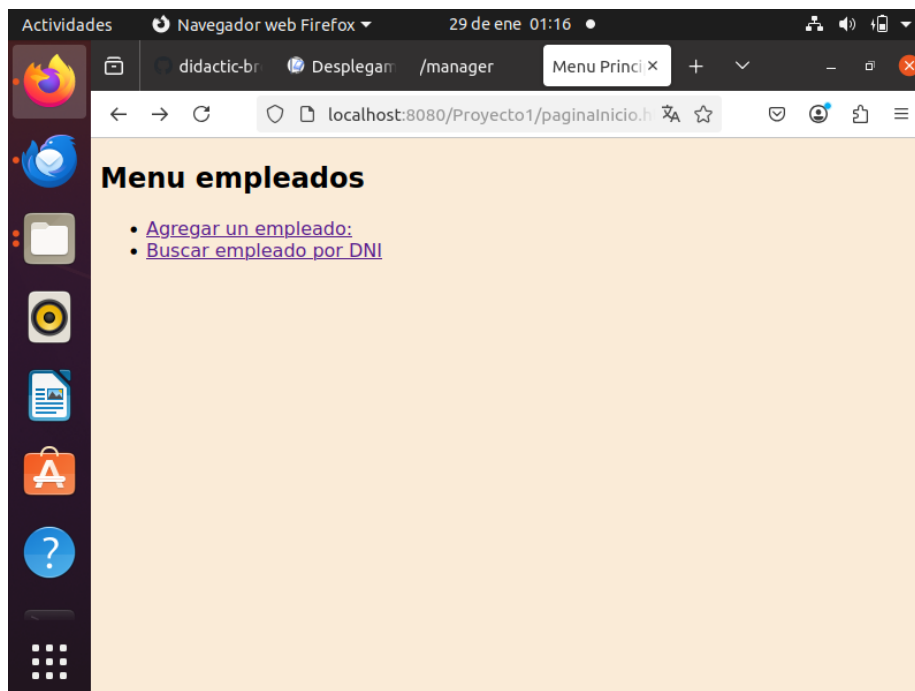 Actividades Navegador web Firefox 29 de ene 01:16
didactic-br Desplegam /manager Menu Princi
localhost:8080/Proyecto1/paginaInicio.h
Menu empleados
Agregar un empleado:
Buscar empleado por DNI